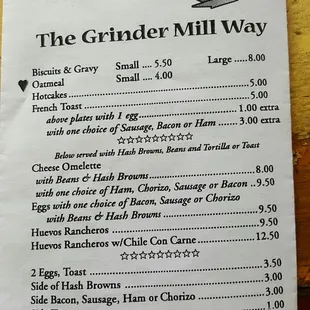 The Grinder Mill Way
Biscuits & Gravy Small .... 5.50 Large .....8.00
♥ Oatmeal Small .... 4.00
Hotcakes.......................................................5.00
French Toast ..................................................5.00
above plates with 1 egg............................1.00 extra
with one choice of Sausage, Bacon or Ham ........3.00 extra
☆☆☆☆☆☆☆☆☆☆
Below served with Hash Browns, Beans and Tortilla or Toast
Cheese Omelette
with Beans & Hash Browns............................8.00
with one choice of Ham, Chorizo, Sausage or Bacon ..9.50
Eggs with one choice of Bacon, Sausage or Chorizo
with Beans & Hash Browns ............................9.50
Huevos Rancheros .......................................9.50
Huevos Rancheros w/Chile Con Carne ...............12.50
☆☆☆☆☆☆☆☆☆☆
2 Eggs, Toast ................................................3.50
Side of Hash Browns .....................................3.00
Side Bacon, Sausage, Ham or Chorizo ................3.00
1.00